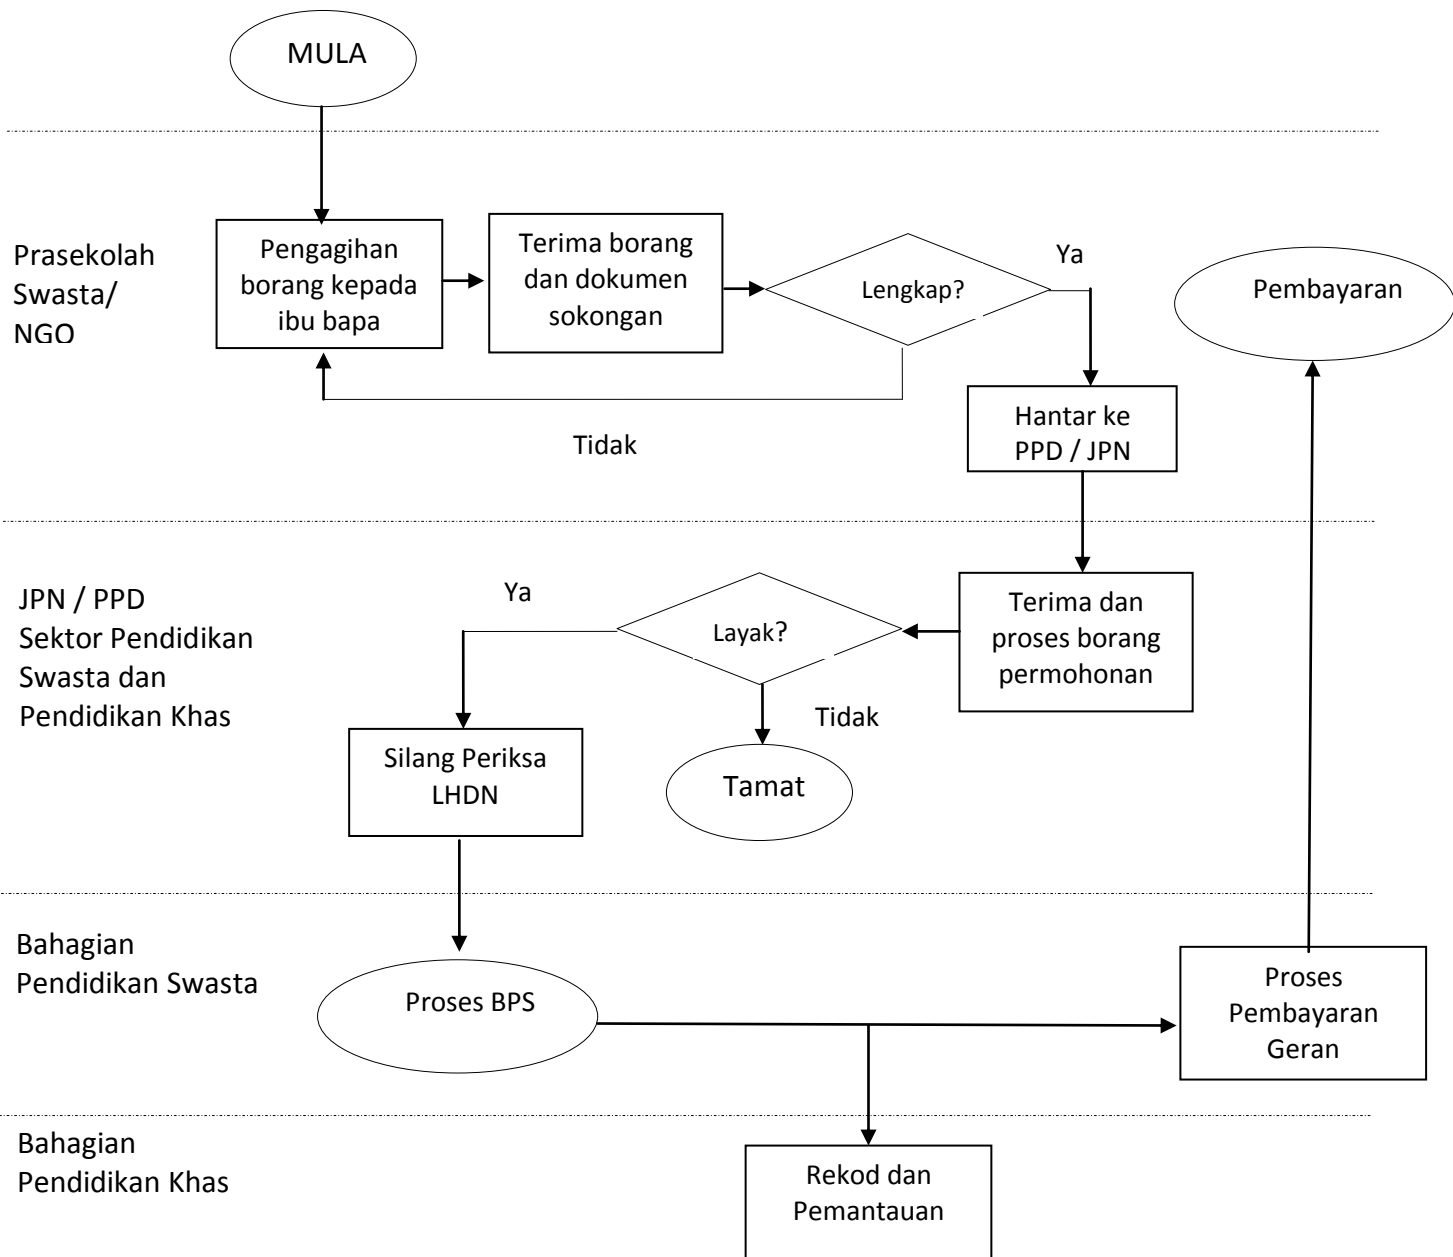 MULA
Prasekolah
Swasta/
NGO
Pengagihan
borang kepada
ibu bapa
Terima borang
dan dokumen
sokongan
Lengkap?
Ya
Pembayaran
Tidak
Hantar ke
PPD / JPN
JPN / PPD
Sektor Pendidikan
Swasta dan
Pendidikan Khas
Ya
Layak?
Terima dan
proses borang
permohonan
Tidak
Silang Periksa
LHDN
Tamat
Bahagian
Pendidikan Swasta
Proses BPS
Proses
Pembayaran
Geran
Bahagian
Pendidikan Khas
Rekod dan
Pemantauan